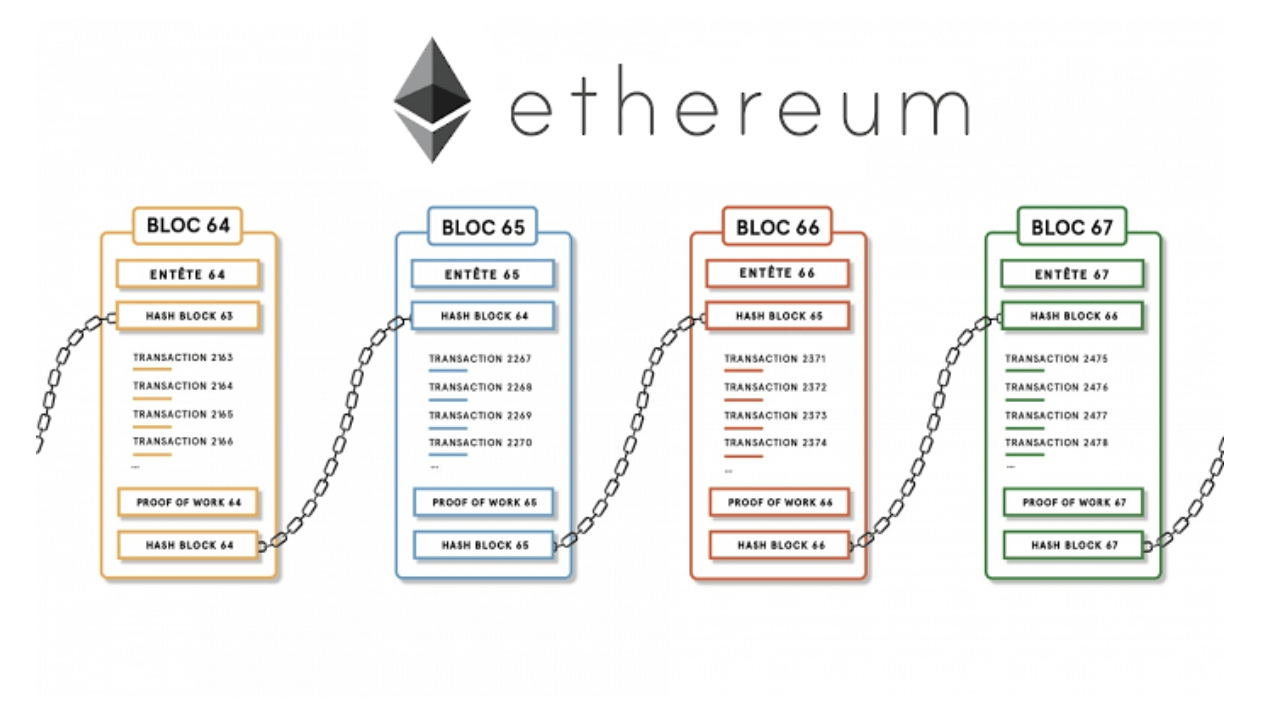 ethereum
BLOC 64
ENTÊTE 64
HASH BLOCK 63
TRANSACTION 2163
TRANSACTION 2164
TRANSACTION 2165
TRANSACTION 2166
...
PROOF OF WORK 64
HASH BLOCK 64
BLOC 65
ENTÊTE 65
HASH BLOCK 64
TRANSACTION 2267
TRANSACTION 2268
TRANSACTION 2269
TRANSACTION 2270
...
PROOF OF WORK 65
HASH BLOCK 65
BLOC 66
ENTÊTE 66
HASH BLOCK 65
TRANSACTION 2371
TRANSACTION 2372
TRANSACTION 2373
TRANSACTION 2374
...
PROOF OF WORK 66
HASH BLOCK 66
BLOC 67
ENTÊTE 67
HASH BLOCK 66
TRANSACTION 2475
TRANSACTION 2476
TRANSACTION 2477
TRANSACTION 2478
...
PROOF OF WORK 67
HASH BLOCK 67